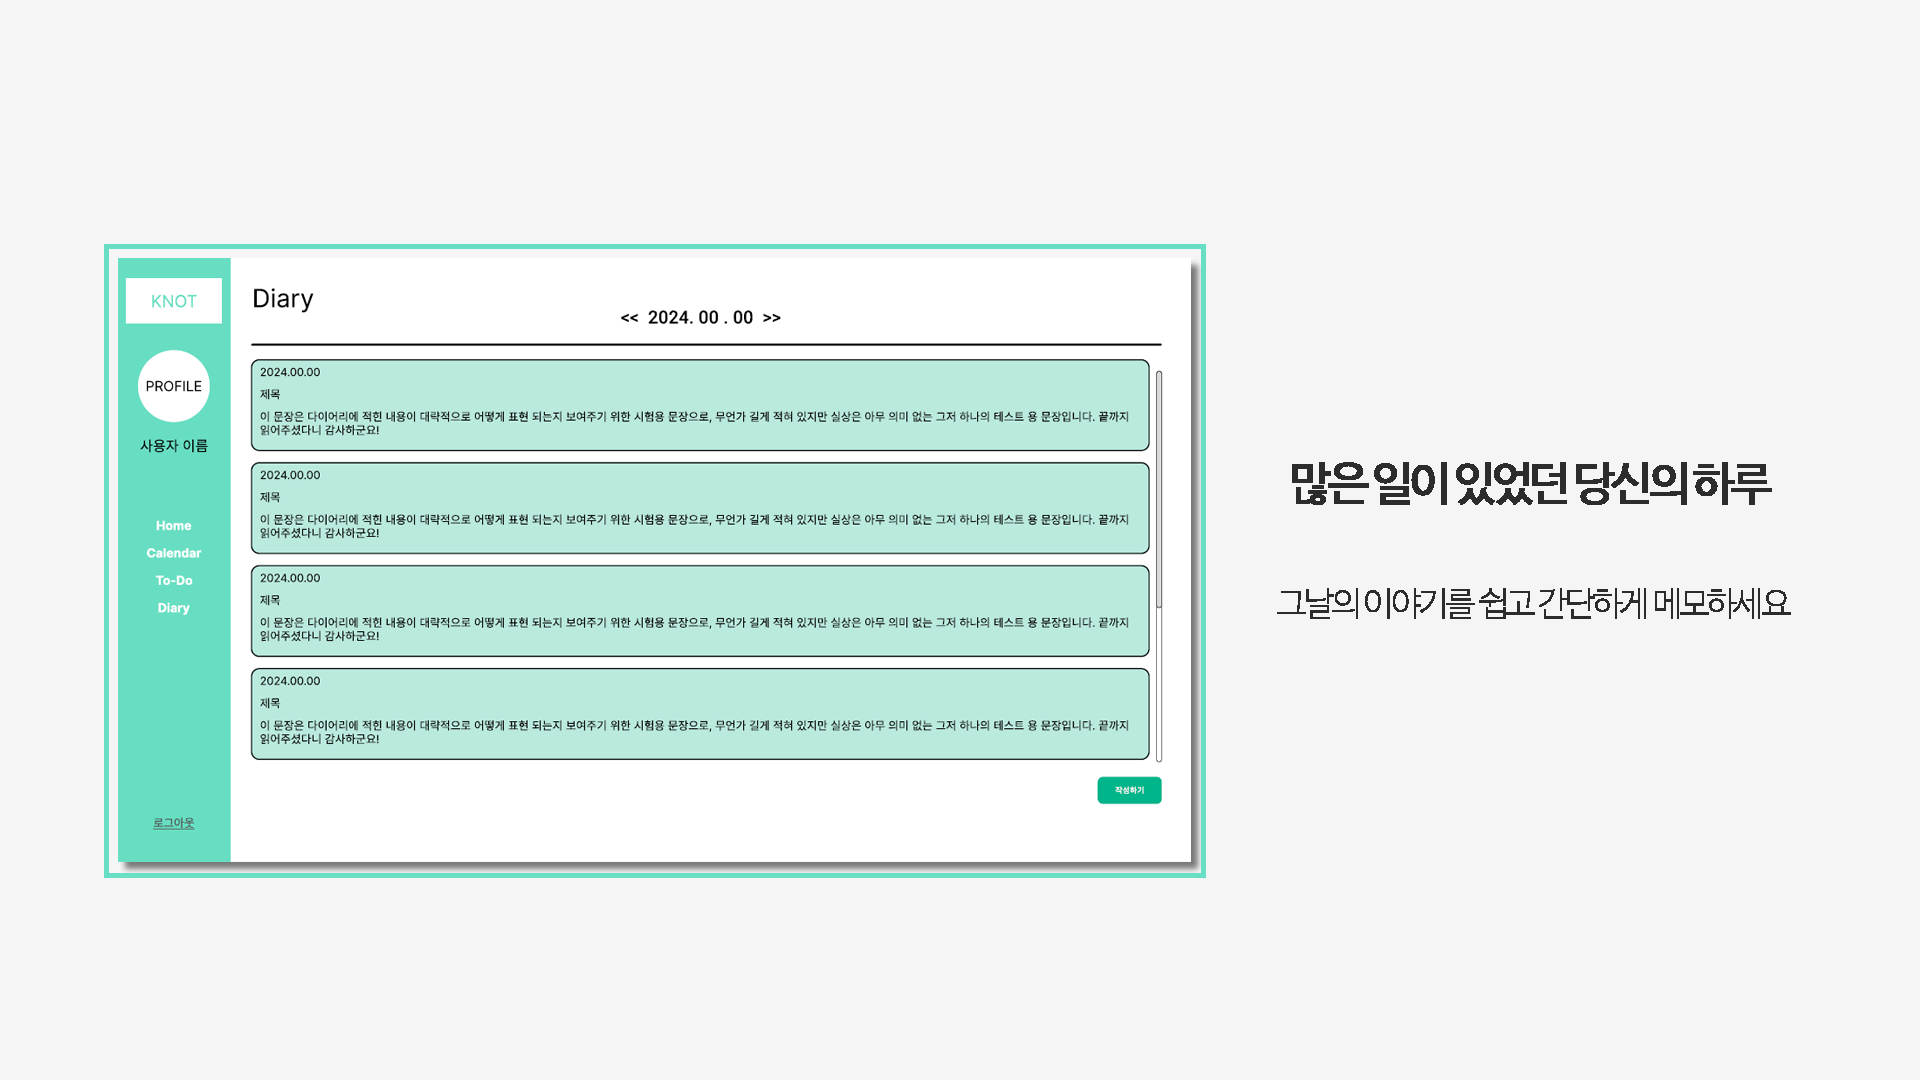 KNOT
PROFILE
사용자 이름
Home
Calendar
To-Do
Diary
로그아웃
Diary
<< 2024. 00 . 00 >>
2024.00.00
제목
이 문장은 다이어리에 적힌 내용이 대략적으로 어떻게 표현 되는지 보여주기 위한 시험용 문장으로, 무언가 길게 적혀 있지만 실상은 아무 의미 없는 그저 하나의 테스트 용 문장입니다. 끝까지
읽어주셨다니 감사하군요!
2024.00.00
제목
이 문장은 다이어리에 적힌 내용이 대략적으로 어떻게 표현 되는지 보여주기 위한 시험용 문장으로, 무언가 길게 적혀 있지만 실상은 아무 의미 없는 그저 하나의 테스트 용 문장입니다. 끝까지
읽어주셨다니 감사하군요!
2024.00.00
제목
이 문장은 다이어리에 적힌 내용이 대략적으로 어떻게 표현 되는지 보여주기 위한 시험용 문장으로, 무언가 길게 적혀 있지만 실상은 아무 의미 없는 그저 하나의 테스트 용 문장입니다. 끝까지
읽어주셨다니 감사하군요!
2024.00.00
제목
이 문장은 다이어리에 적힌 내용이 대략적으로 어떻게 표현 되는지 보여주기 위한 시험용 문장으로, 무언가 길게 적혀 있지만 실상은 아무 의미 없는 그저 하나의 테스트 용 문장입니다. 끝까지
읽어주셨다니 감사하군요!
작성하기
많은 일이 있었던 당신의 하루
그날의 이야기를 쉽고 간단하게 메모하세요